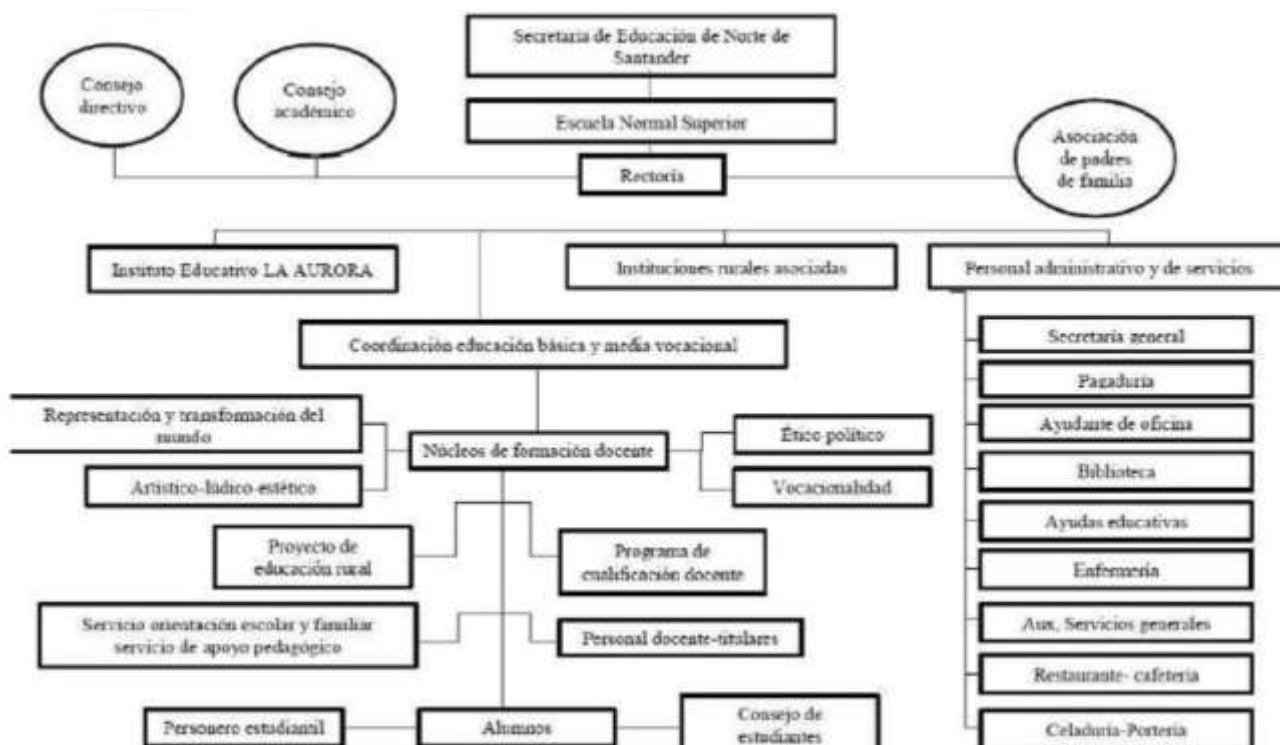 Secretaría de Educación de Norte de
Santander
Consejo
directivo
Consejo
académico
Escuela Normal Superior
Asociación
de padres
de familia
Rectoría
Instituto Educativo LA AURORA
Instituciones rurales asociadas
Personal administrativo y de servicios
Coordinación educación básica y media vocacional
Secretaría general
Pagaduría
Representación y transformación del
mundo
Núcleos de formación docente
Ético político
Ayudante de oficina
Artístico-lúdico-estético
Vocacionalidad
Biblioteca
Proyecto de
educación rural
Programa de
cualificación docente
Ayudas educativas
Enfermería
Servicio orientación escolar y familiar
servicio de apoyo pedagógico
Personal docente-titulares
Aux, Servicios generales
Restaurante- cafetería
Personero estudiantil
Alumnos
Consejo de
estudiantes
Celaduría-Portería